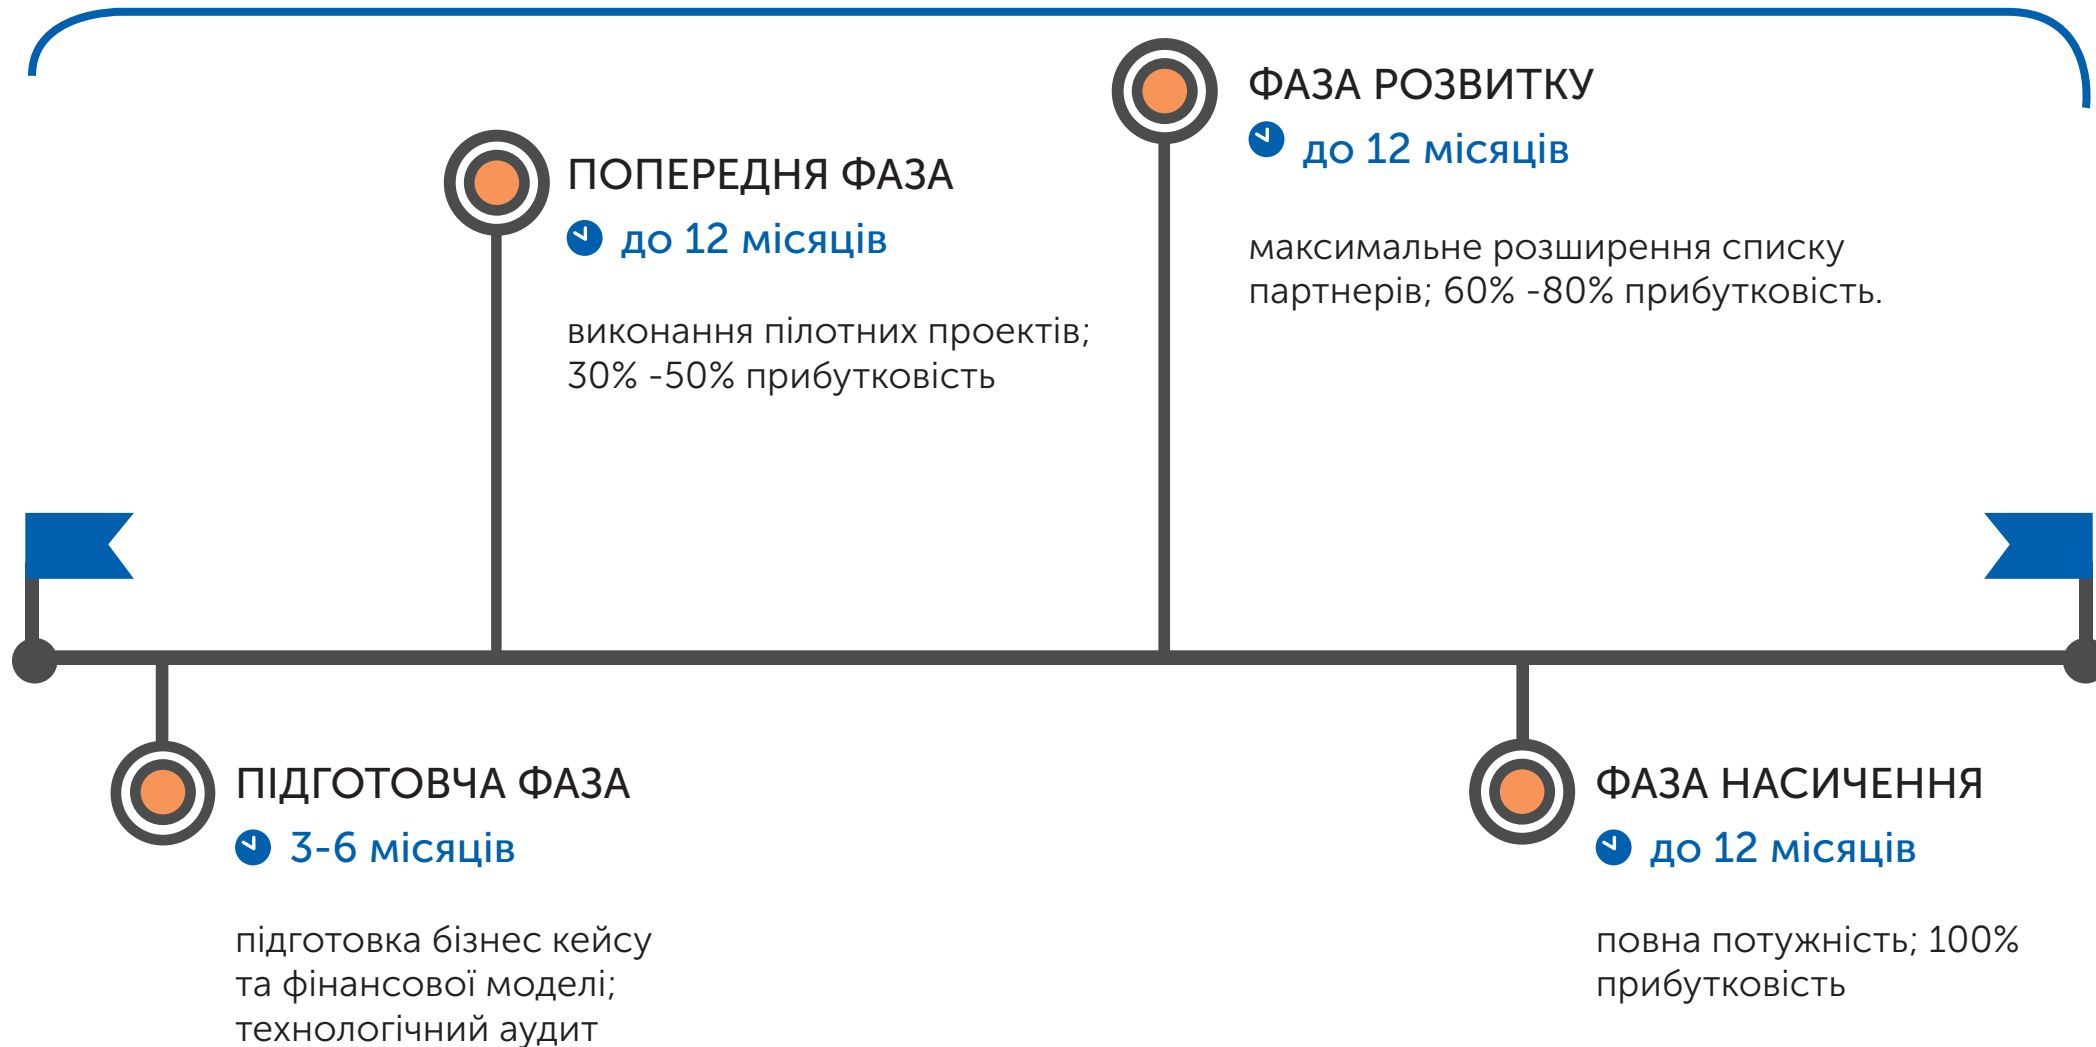 ФАЗА РОЗВИТКУ
до 12 місяців
максимальне розширення списку
партнерів; 60% -80% прибутковість.
ПОПЕРЕДНЯ ФАЗА
до 12 місяців
виконання пілотних проектів;
30% -50% прибутковість
ПІДГОТОВЧА ФАЗА
3-6 місяців
підготовка бізнес кейсу
та фінансової моделі;
технологічний аудит
ФАЗА НАСИЧЕННЯ
до 12 місяців
повна потужність; 100%
прибутковість